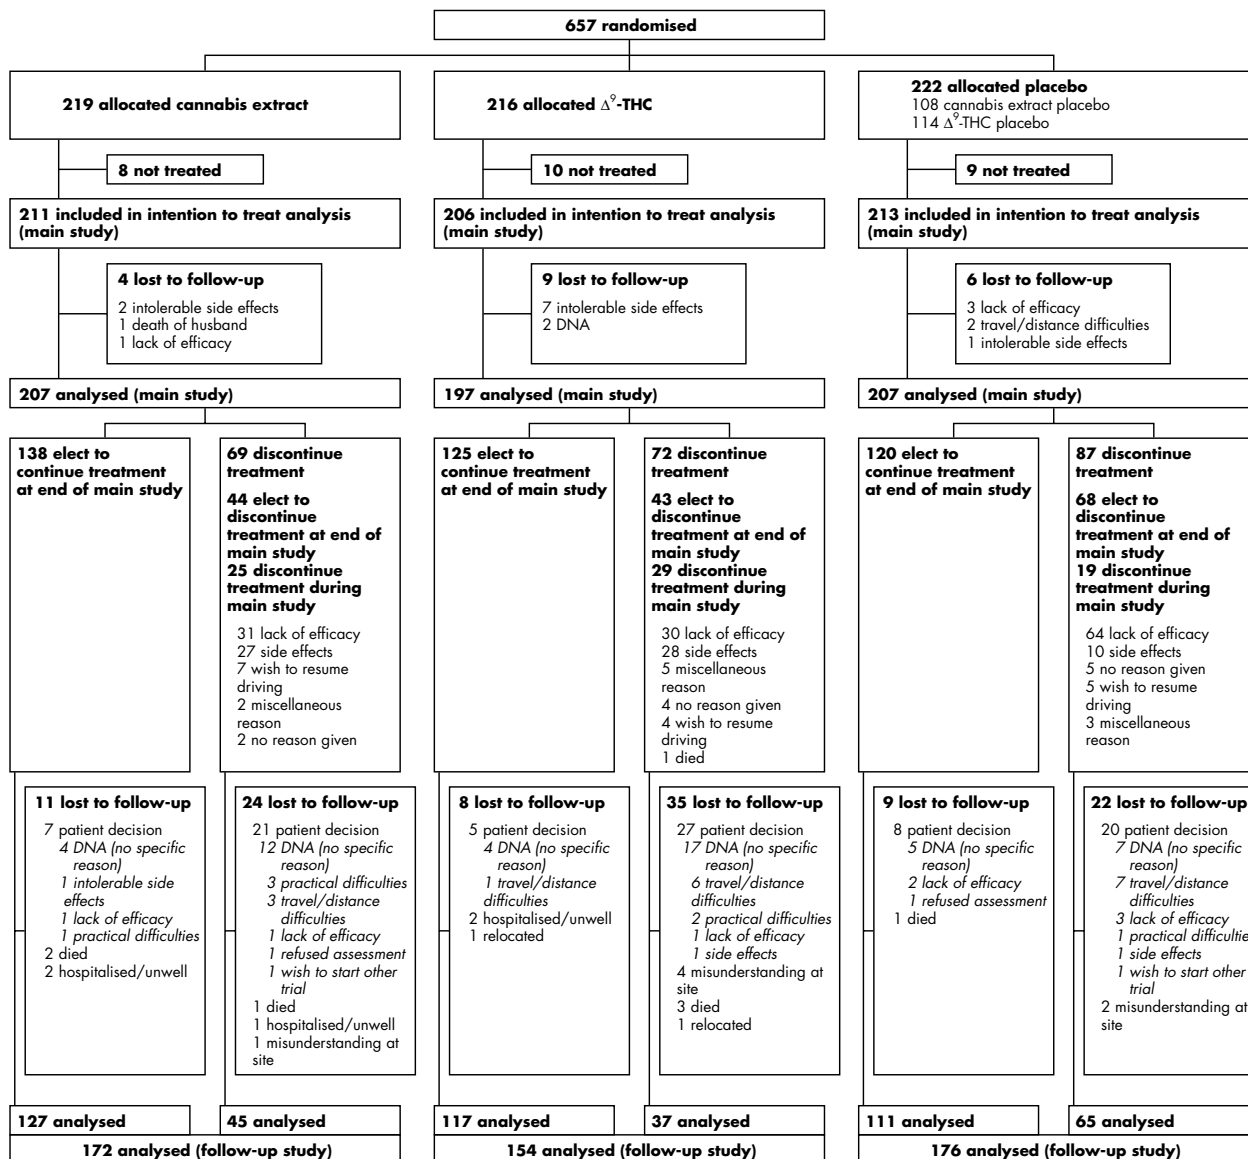 657 randomised
219 allocated cannabis extract
8 not treated
211 included in intention to treat analysis
(main study)
4 lost to follow-up
2 intolerable side effects
1 death of husband
1 lack of efficacy
207 analysed (main study)
138 elect to
continue treatment
at end of main study
69 discontinue
treatment
44 elect to
discontinue
treatment at end of
main study
25 discontinue
treatment during
main study
31 lack of efficacy
27 side effects
7 wish to resume
driving
2 miscellaneous
reason
2 no reason given
11 lost to follow-up
7 patient decision
4 DNA (no specific
reason)
1 intolerable side
effects
1 lack of efficacy
1 practical difficulties
2 died
2 hospitalised/unwell
24 lost to follow-up
21 patient decision
12 DNA (no specific
reason)
3 practical difficulties
3 travel/distance
difficulties
1 lack of efficacy
1 refused assessment
1 wish to start other
trial
1 died
1 hospitalised/unwell
1 misunderstanding at
site
127 analysed
45 analysed
172 analysed (follow-up study)
216 allocated Δ⁹-THC
10 not treated
206 included in intention to treat analysis
(main study)
9 lost to follow-up
7 intolerable side effects
2 DNA
197 analysed (main study)
125 elect to
continue treatment
at end of main study
72 discontinue
treatment
43 elect to
discontinue
treatment at end of
main study
29 discontinue
treatment during
main study
30 lack of efficacy
28 side effects
5 miscellaneous
reason
4 no reason given
4 wish to resume
driving
1 died
8 lost to follow-up
5 patient decision
4 DNA (no specific
reason)
1 travel/distance
difficulties
2 hospitalised/unwell
1 relocated
35 lost to follow-up
27 patient decision
17 DNA (no specific
reason)
6 travel/distance
difficulties
2 practical difficulties
1 lack of efficacy
1 side effects
4 misunderstanding at
site
3 died
1 relocated
117 analysed
37 analysed
154 analysed (follow-up study)
222 allocated placebo
108 cannabis extract placebo
114 Δ⁹-THC placebo
9 not treated
213 included in intention to treat analysis
(main study)
6 lost to follow-up
3 lack of efficacy
2 travel/distance difficulties
1 intolerable side effects
207 analysed (main study)
120 elect to
continue treatment
at end of main study
87 discontinue
treatment
68 elect to
discontinue
treatment at end of
main study
19 discontinue
treatment during
main study
64 lack of efficacy
10 side effects
5 no reason given
5 wish to resume
driving
3 miscellaneous
reason
9 lost to follow-up
8 patient decision
5 DNA (no specific
reason)
2 lack of efficacy
1 refused assessment
1 died
22 lost to follow-up
20 patient decision
7 DNA (no specific
reason)
7 travel/distance
difficulties
3 lack of efficacy
1 practical difficultie
1 side effects
1 wish to start other
trial
2 misunderstanding at
site
111 analysed
65 analysed
176 analysed (follow-up study)